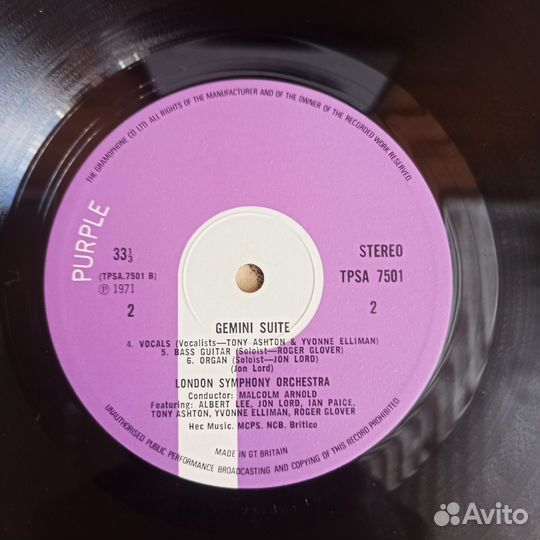 THE GRAMOPHONE CO LTD. ALL RIGHTS OF THE MANUFACTURER AND OF THE OWNER OF THE RECORDED WORK RESERVED
PURPLE
33⅓
STEREO
(TPSA.7501 B)
TPSA 7501
Ⓟ 1971
2
2
GEMINI SUITE
4. VOCALS (Vocalists—TONY ASHTON & YVONNE ELLIMAN)
5. BASS GUITAR (Soloist—ROGER GLOVER)
6. ORGAN (Soloist—JON LORD)
(Jon Lord)
LONDON SYMPHONY ORCHESTRA
Conductor: MALCOLM ARNOLD
Featuring: ALBERT LEE, JON LORD, IAN PAICE,
TONY ASHTON, YVONNE ELLIMAN, ROGER GLOVER
Hec Music. MCPS. NCB. Britico
MADE IN GT. BRITAIN
UNAUTHORISED PUBLIC PERFORMANCE BROADCASTING AND COPYING OF THIS RECORD PROHIBITED
Avito